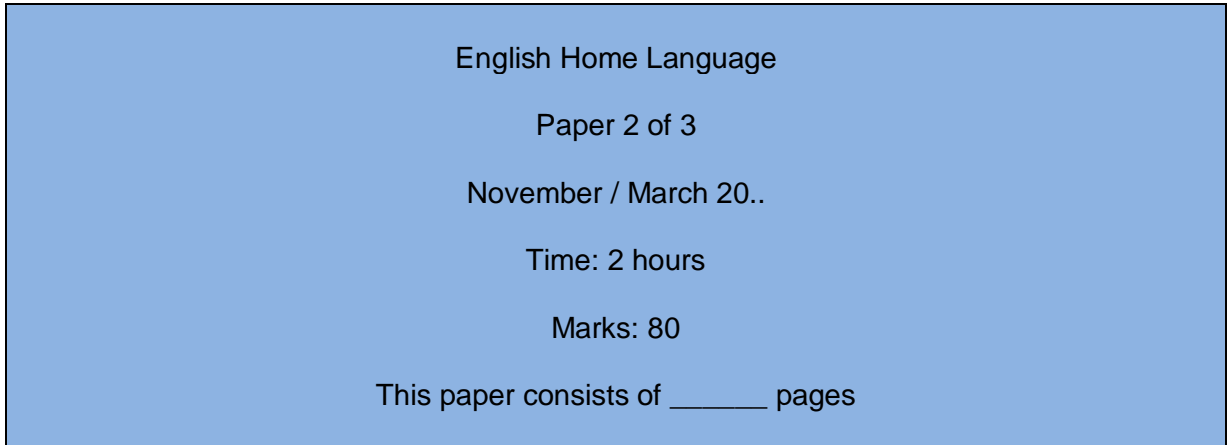 English Home Language
Paper 2 of 3
November / March 20..
Time: 2 hours
Marks: 80
This paper consists of ______ pages